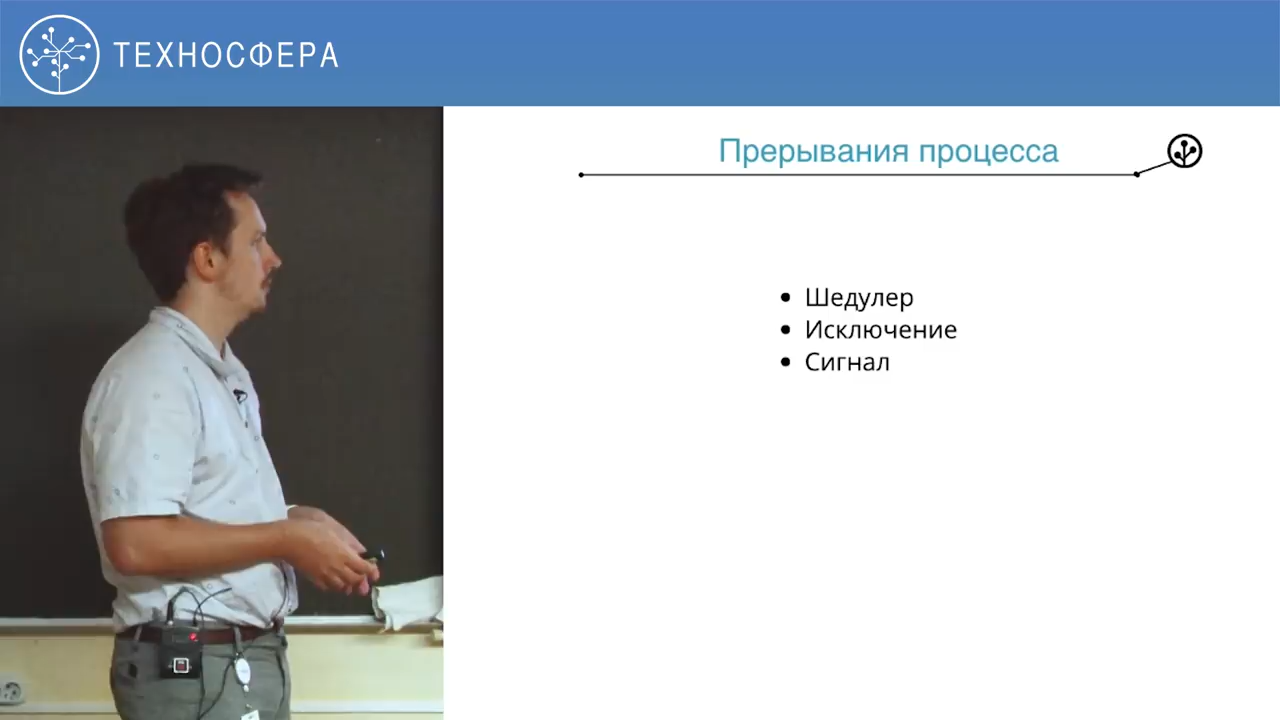 ТЕХНОСФЕРА
Прерывания процесса
Шедулер
Исключение
Сигнал